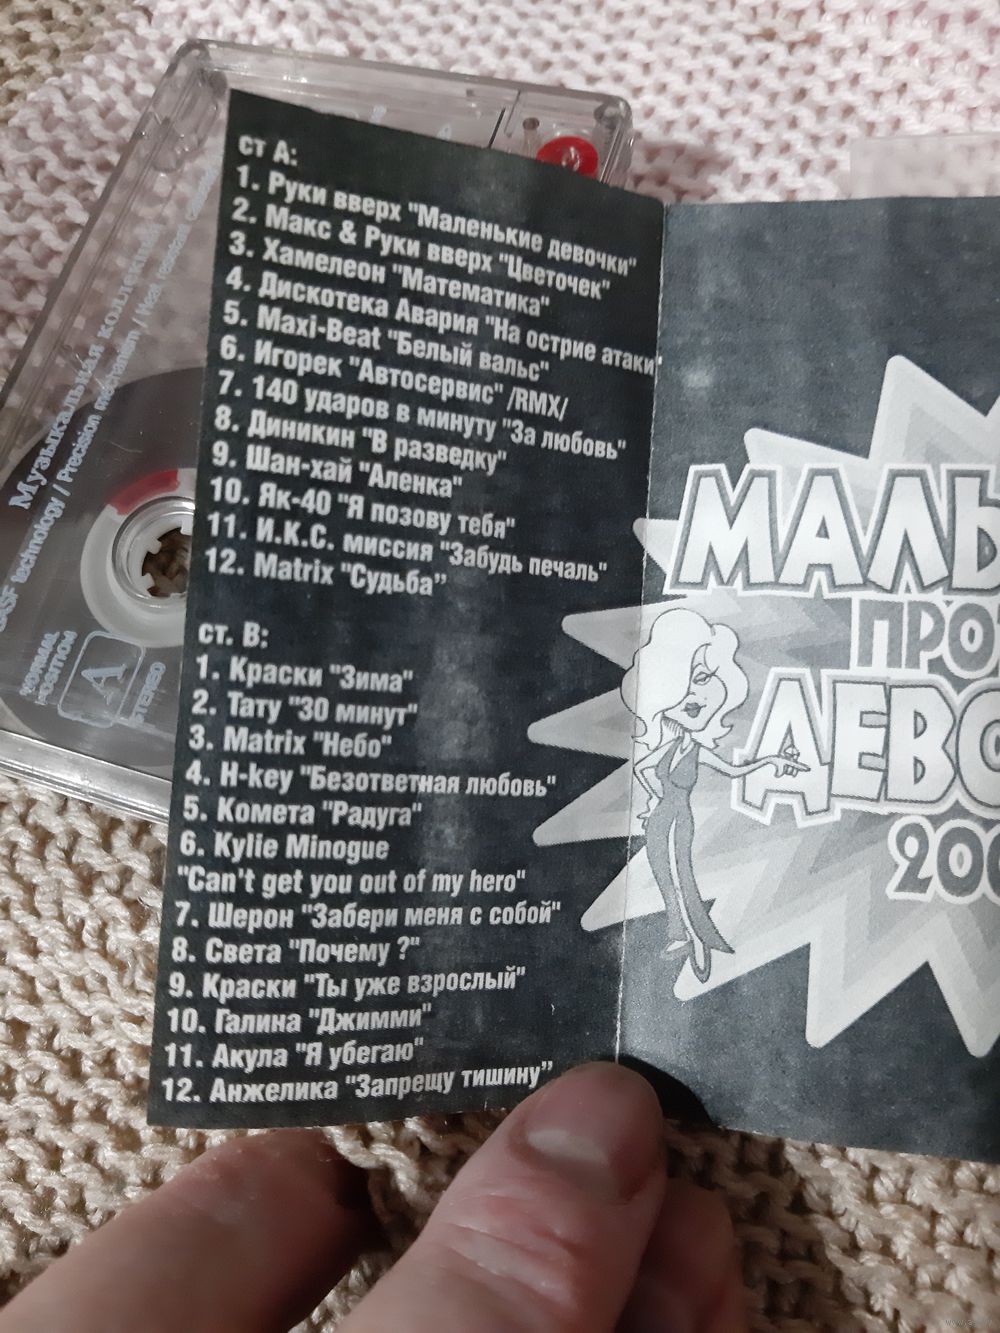 ст А:
1. Руки вверх "Маленькие девочки"
2. Макс & Руки вверх "Цветочек"
3. Хамелеон "Математика"
4. Дискотека Авария "На острие атаки"
5. Maxi-Beat "Белый вальс"
6. Игорек "Автосервис" /RMX/
7. 140 ударов в минуту "За любовь"
8. Диникин "В разведку"
9. Шан-хай "Аленка"
10. Як-40 "Я позову тебя"
11. И.К.С. миссия "Забудь печаль"
12. Matrix "Судьба"
ст. В:
1. Краски "Зима"
2. Тату "30 минут"
3. Matrix "Небо"
4. H-key "Безответная любовь"
5. Комета "Радуга"
6. Kylie Minogue
"Can't get you out of my hero"
7. Шерон "Забери меня с собой"
8. Света "Почему ?"
9. Краски "Ты уже взрослый"
10. Галина "Джимми"
11. Акула "Я убегаю"
12. Анжелика "Запрещу тишину"
МАЛЬ
ПРО
ДЕВО
200
Музыкальная коллекция
BASF technology / Precision mechanism / Heat resistant
NORMAL
POSITION
A
STEREO